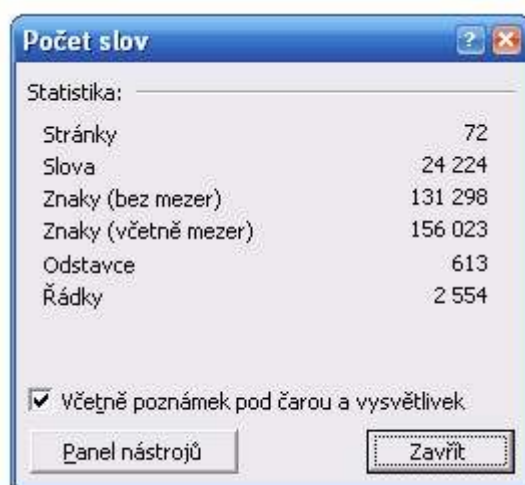 Počet slov
Statistika:
Stránky 72
Slova 24 224
Znaky (bez mezer) 131 298
Znaky (včetně mezer) 156 023
Odstavce 613
Řádky 2 554
Včetně poznámek pod čarou a vysvětlivek
Panel nástrojů Zavřít